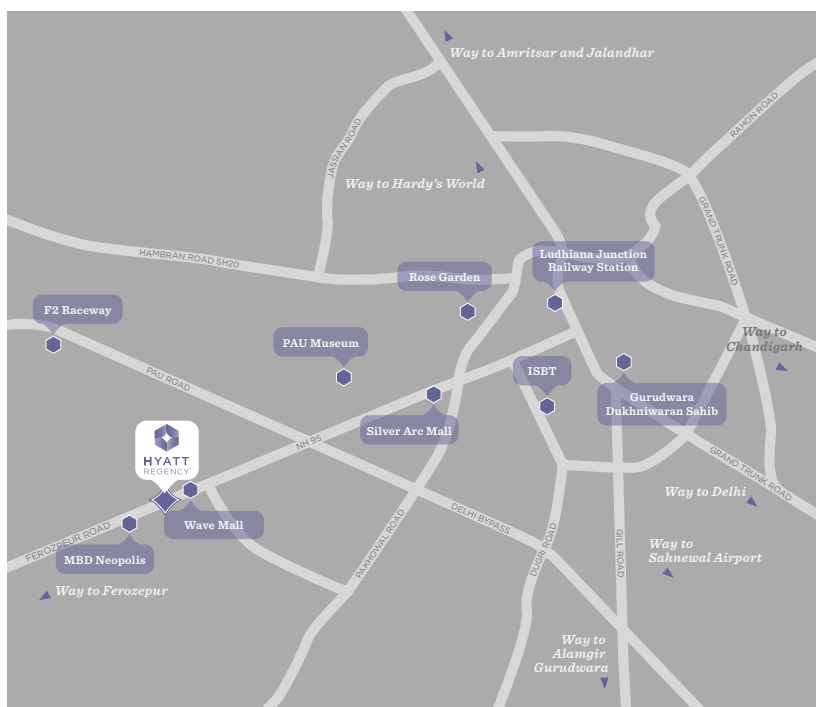 Way to Amritsar and Jalandhar
RAHON ROAD
JASSIAN ROAD
Way to Hardy's World
GRAND TRUNK ROAD
HAMBRAN ROAD SH20
Ludhiana Junction
Railway Station
Rose Garden
F2 Raceway
Way to
Chandigarh
PAU Museum
PAU ROAD
ISBT
Gurudwara
Dukhniwaran Sahib
Silver Arc Mall
NH 95
HYATT
REGENCY
GRAND TRUNK ROAD
Way to Delhi
DELHI BYPASS
Wave Mall
FEROZPEUR ROAD
MBD Neopolis
PAKHOWAL ROAD
DUGRI ROAD
GILL ROAD
Way to
Sahnewal Airport
Way to Ferozepur
Way to
Alamgir
Gurudwara